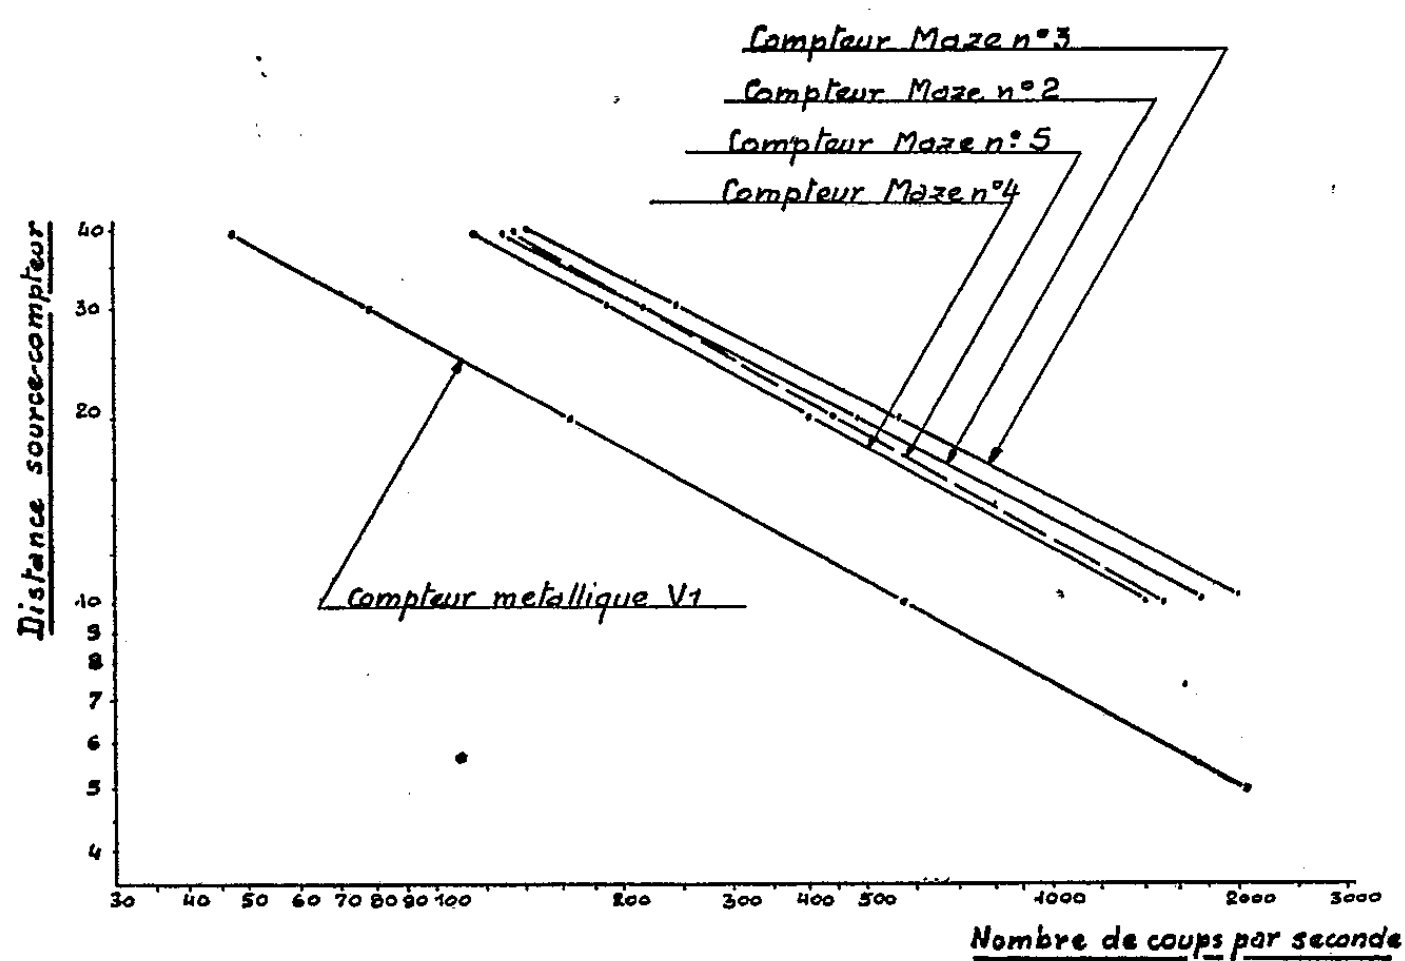 Compteur Maze n°3
Compteur Maze n°2
Compteur Maze n°5
Compteur Maze n°4
Distance source-compteur
40
30
20
10
9
8
7
6
5
4
compteur metallique V1
30 40 50 60 70 80 90 100 200 300 400 500 1000 2000 3000
Nombre de coups par seconde